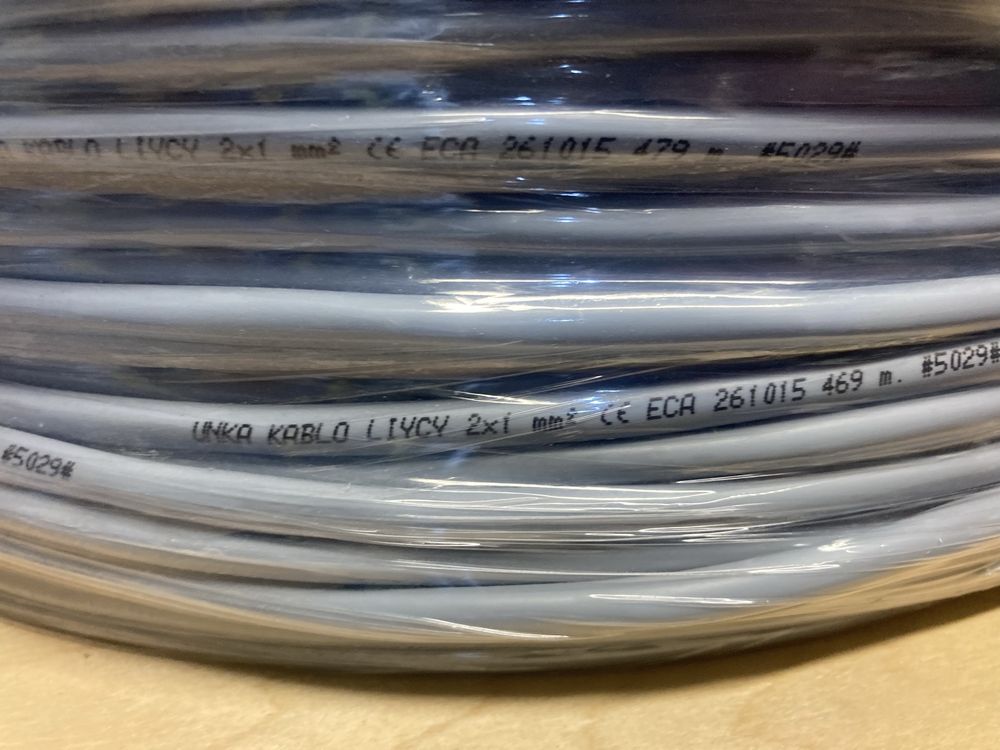 KABLO LIYCY 2x1 mm² CE ECA 261015 479 m. #5029#
UNKA KABLO LIYCY 2x1 mm² CE ECA 261015 469 m. #5029#
#5029#